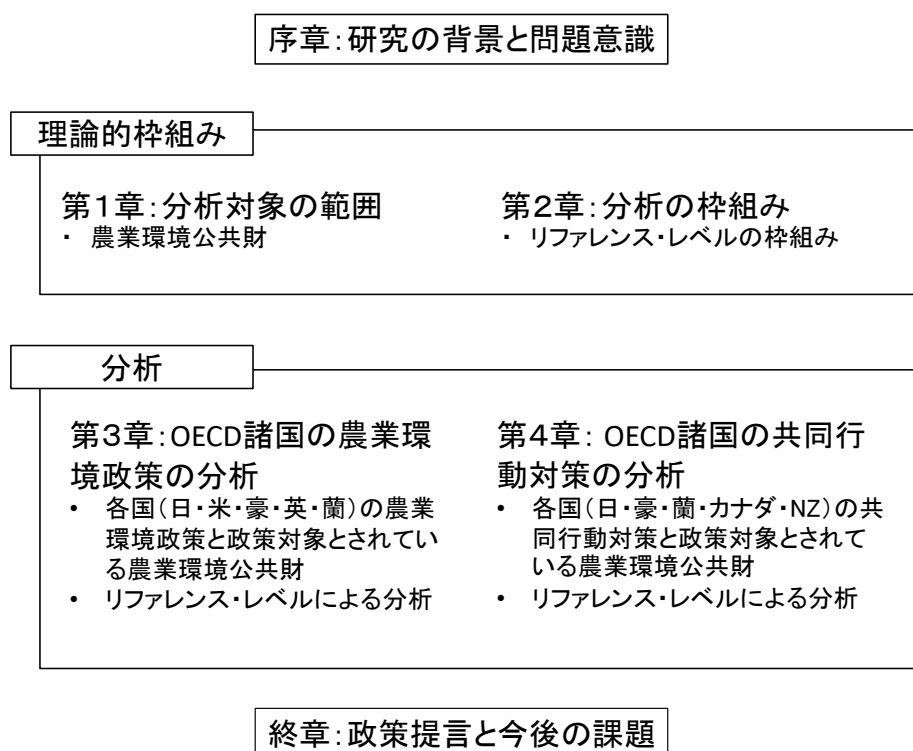 序章：研究の背景と問題意識
理論的枠組み
第１章：分析対象の範囲
・ 農業環境公共財
第２章：分析の枠組み
・ リファレンス・レベルの枠組み
分析
第３章：OECD諸国の農業環
境政策の分析
• 各国（日・米・豪・英・蘭）の農業
環境政策と政策対象とされてい
る農業環境公共財
• リファレンス・レベルによる分析
第４章： OECD諸国の共同行
動対策の分析
• 各国（日・豪・蘭・カナダ・NZ）の共
同行動対策と政策対象とされて
いる農業環境公共財
• リファレンス・レベルによる分析
終章：政策提言と今後の課題